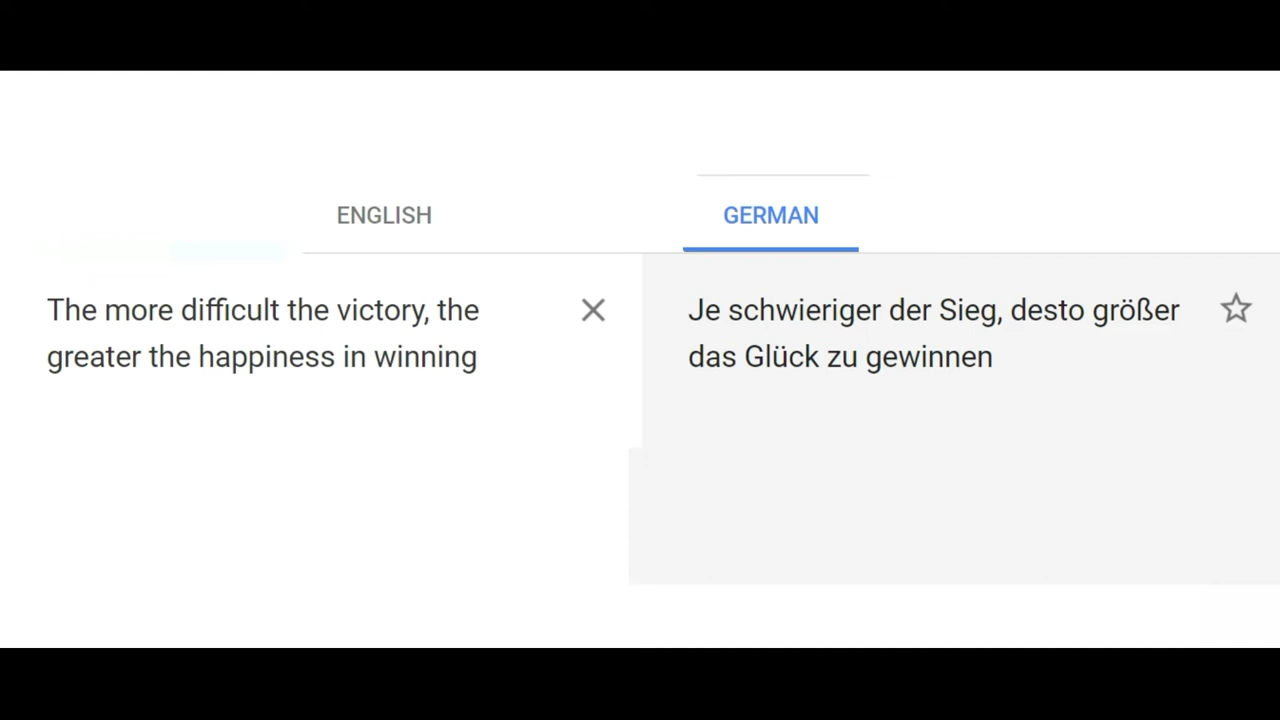 ENGLISH
GERMAN
The more difficult the victory, the
greater the happiness in winning
Je schwieriger der Sieg, desto größer
das Glück zu gewinnen